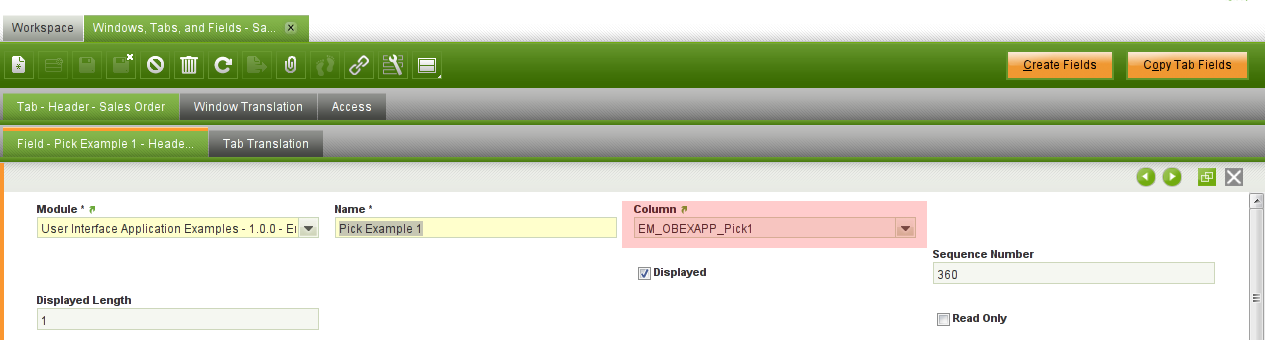 Workspace
Windows, Tabs, and Fields - Sa...
Create Fields
Copy Tab Fields
Tab - Header - Sales Order
Window Translation
Access
Field - Pick Example 1 - Heade...
Tab Translation
Module *
Name *
Column
User Interface Application Examples - 1.0.0 - E
Pick Example 1
EM_OBEXAPP_Pick1
Displayed
Sequence Number
360
Displayed Length
1
Read Only